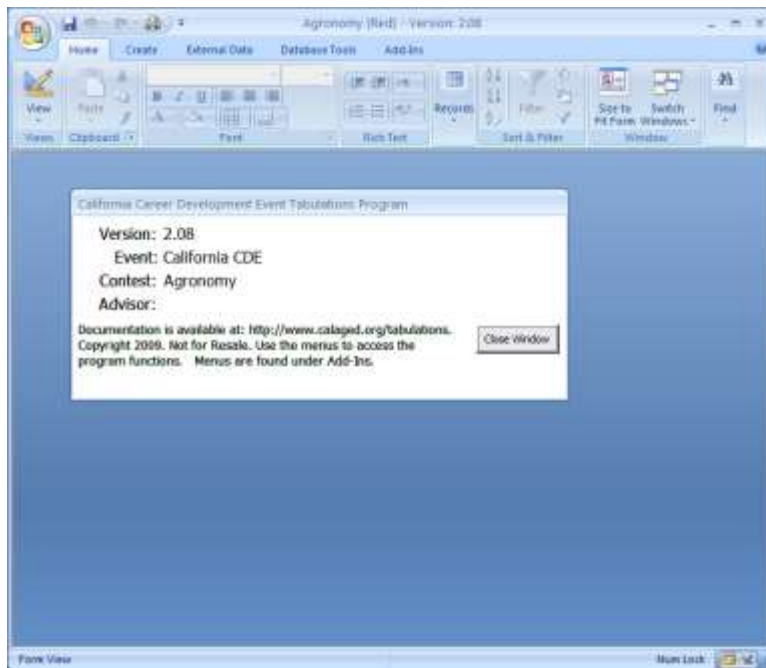 Agronomy (Red) - Version 2.08
Home Create External Data Database Tools Add-Ins
View Paste Records Filter Size to Fit Form Switch Windows Find
Views Clipboard Font Rich Text Sort & Filter Window
California Career Development Event Tabulations Program
Version: 2.08
Event: California CDE
Contest: Agronomy
Advisor:
Documentation is available at: http://www.calaged.org/tabulations.
Copyright 2009. Not for Resale. Use the menus to access the
program functions. Menus are found under Add-Ins.
Close Window
Form View Num Lock